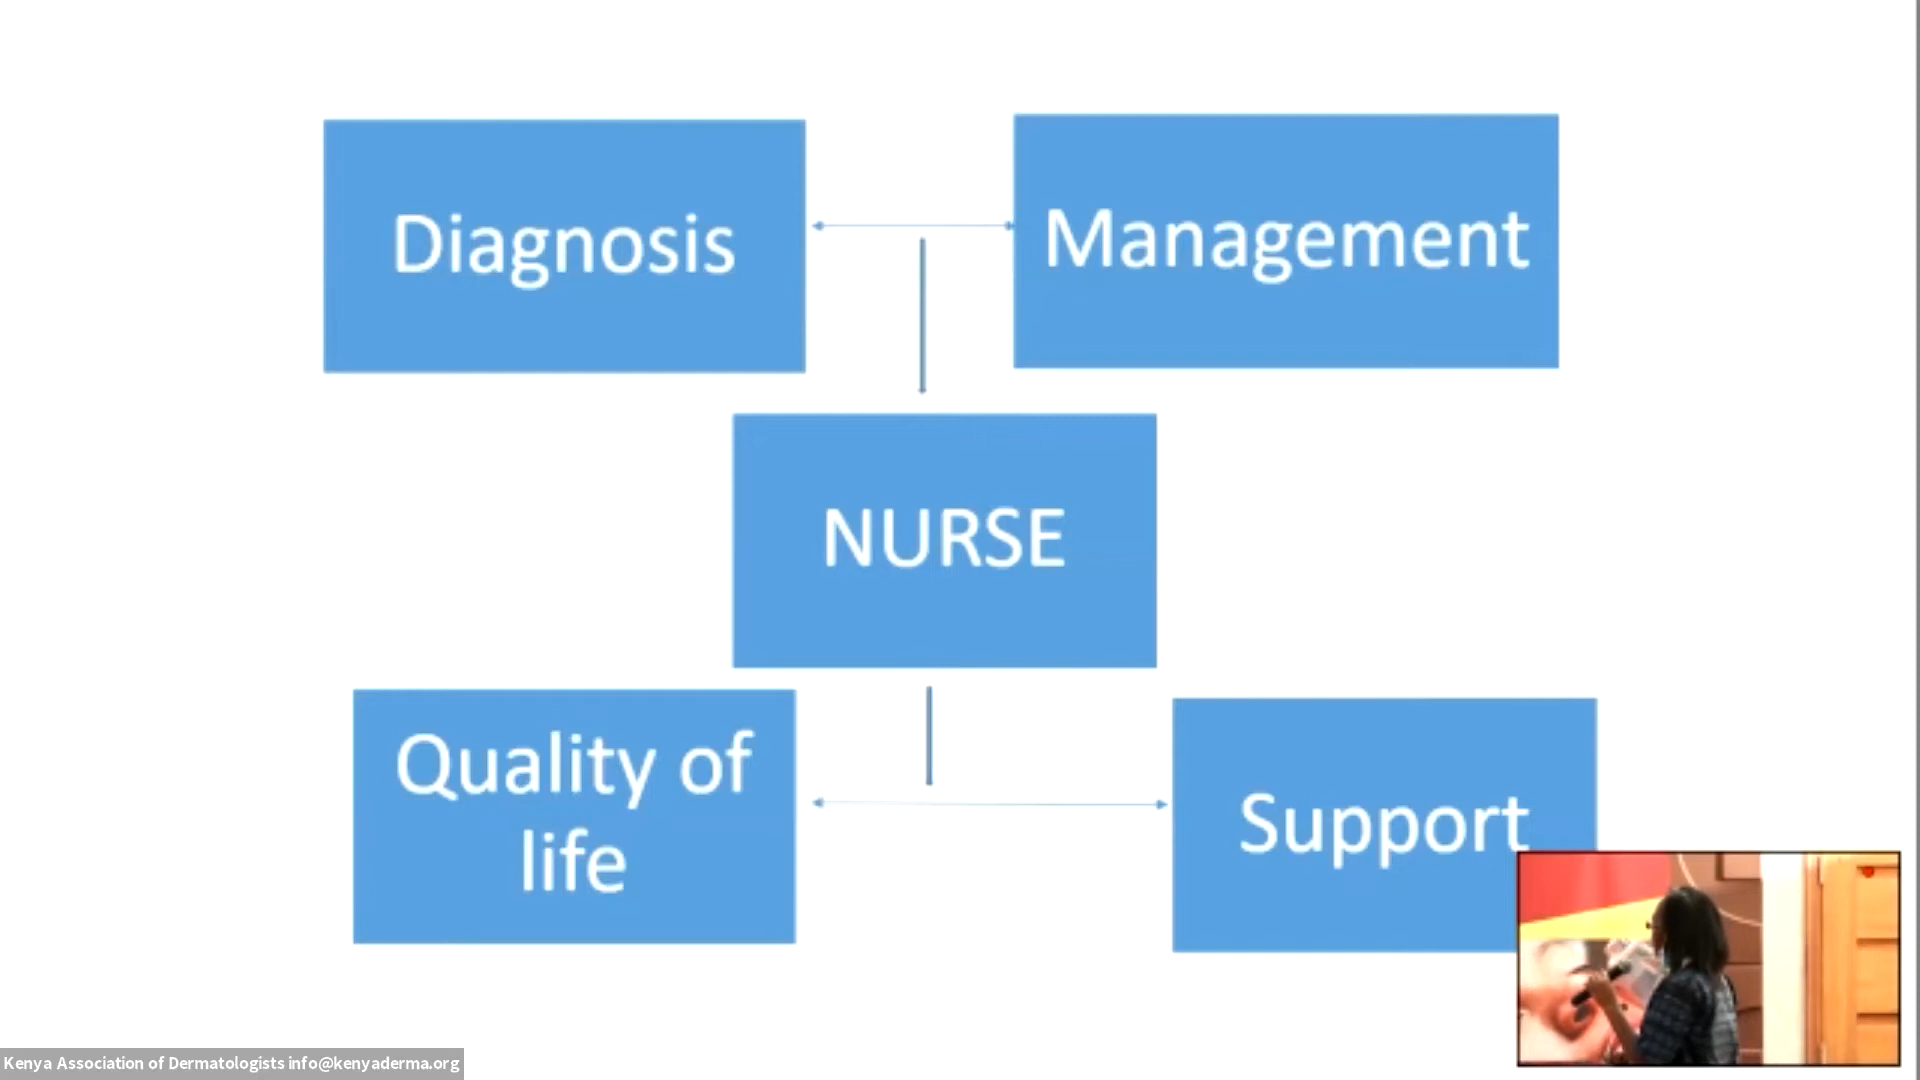 Diagnosis
Management
NURSE
Quality of
life
Support
Kenya Association of Dermatologists info@kenyaderma.org